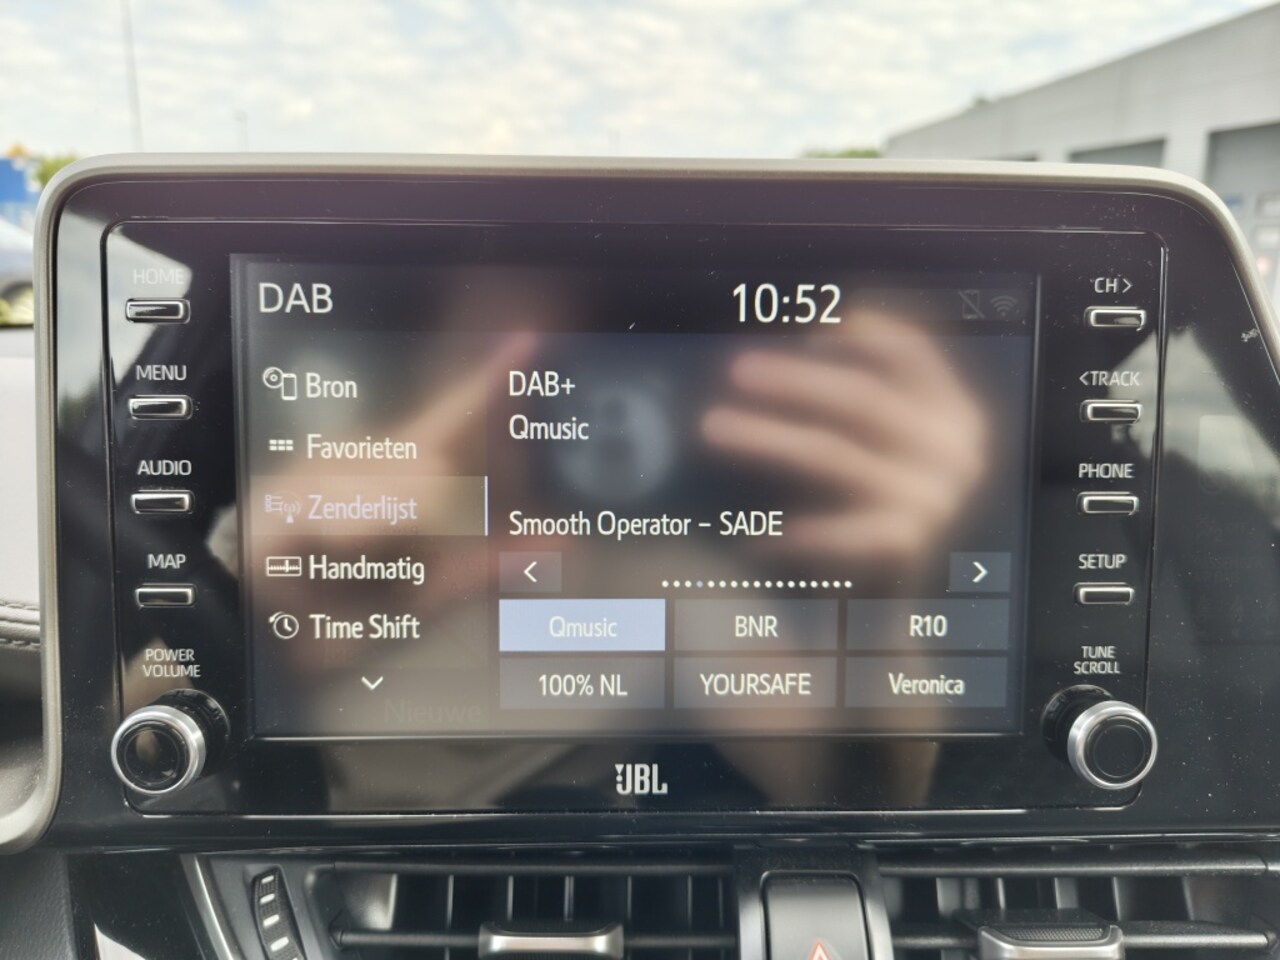 HOME
MENU
AUDIO
MAP
POWER
VOLUME
DAB
10:52
Bron
Favorieten
Zenderlijst
Handmatig
Time Shift
Nieuwe
DAB+
Qmusic
Smooth Operator – SADE
Qmusic
BNR
R10
100% NL
YOURSAFE
Veronica
CH >
< TRACK
PHONE
SETUP
TUNE
SCROLL
JBL